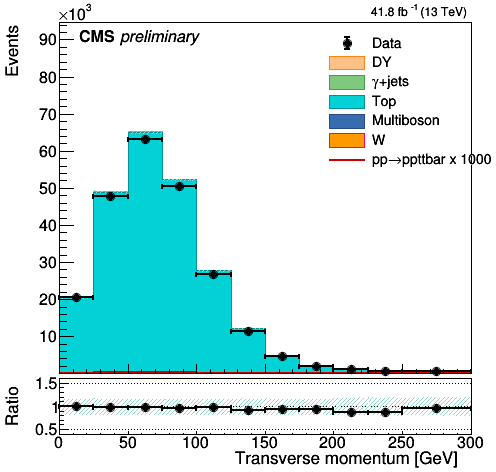 ×10³
41.8 fb⁻¹ (13 TeV)
CMS preliminary
Events
90
80
70
60
50
40
30
20
10
Data
DY
γ+jets
Top
Multiboson
W
pp→ppttbar x 1000
Ratio
1.5
1
0.5
0 50 100 150 200 250 300
Transverse momentum [GeV]